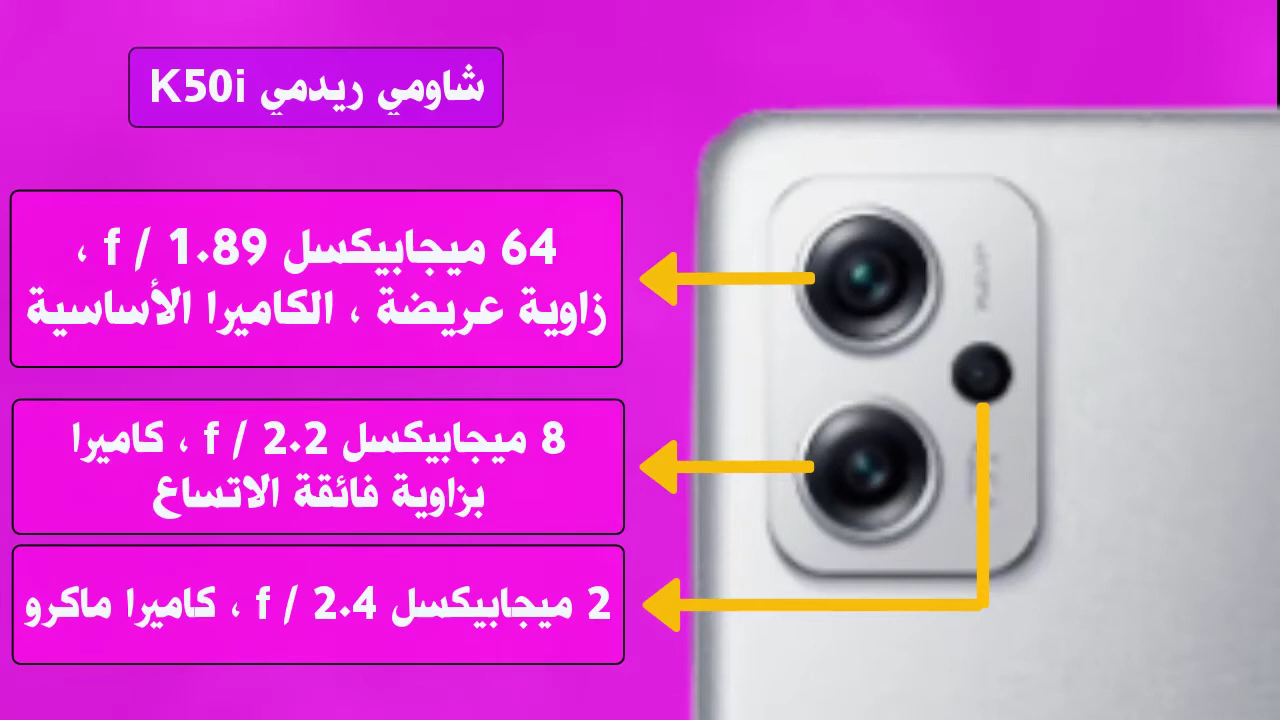 شاومي ريدمي K50i
64 ميجابيكسل f / 1.89 ،
زاوية عريضة ، الكاميرا الأساسية
8 ميجابيكسل f / 2.2 ، كاميرا
بزاوية فائقة الاتساع
2 ميجابيكسل f / 2.4 ، كاميرا ماكرو